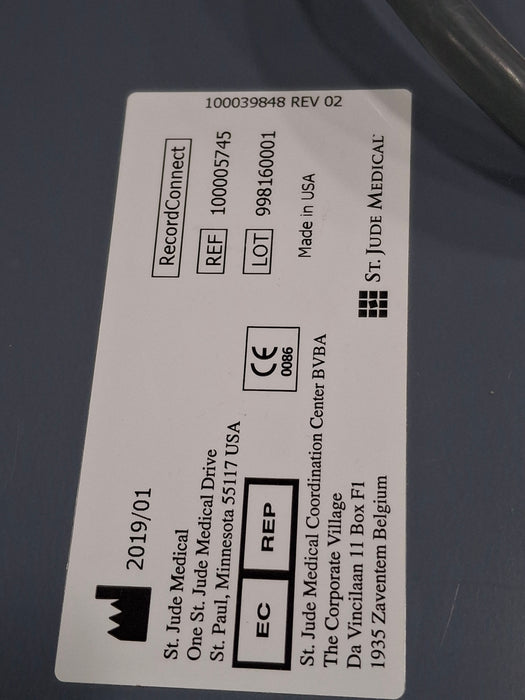 100039848 REV 02
2019/01
St. Jude Medical
One St. Jude Medical Drive
St. Paul, Minnesota 55117 USA
EC REP
St. Jude Medical Coordination Center BVBA
The Corporate Village
Da Vincilaan 11 Box F1
1935 Zaventem Belgium
CE
0086
RecordConnect
REF 100005745
LOT 998160001
Made in USA
ST. JUDE MEDICAL